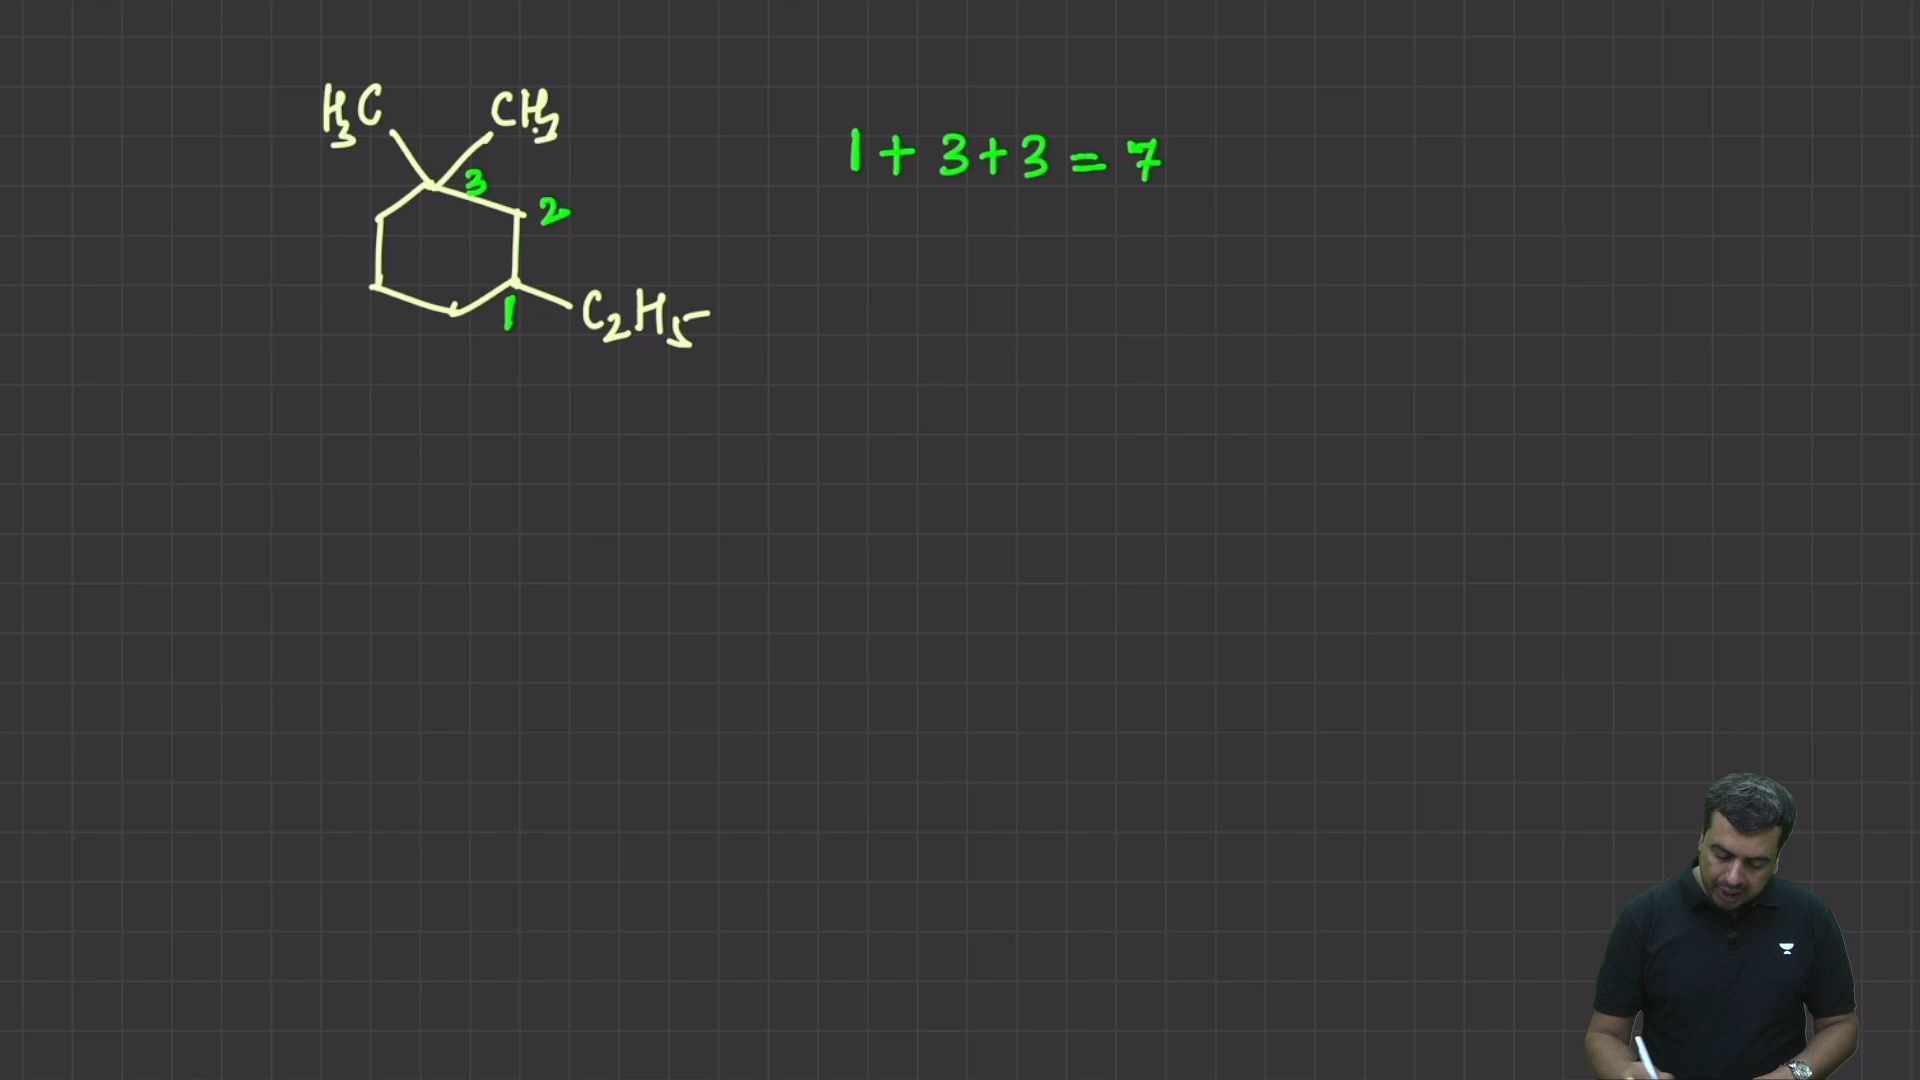 H₃C CH₃
1 + 3 + 3 = 7
3
2
1
C₂H₅